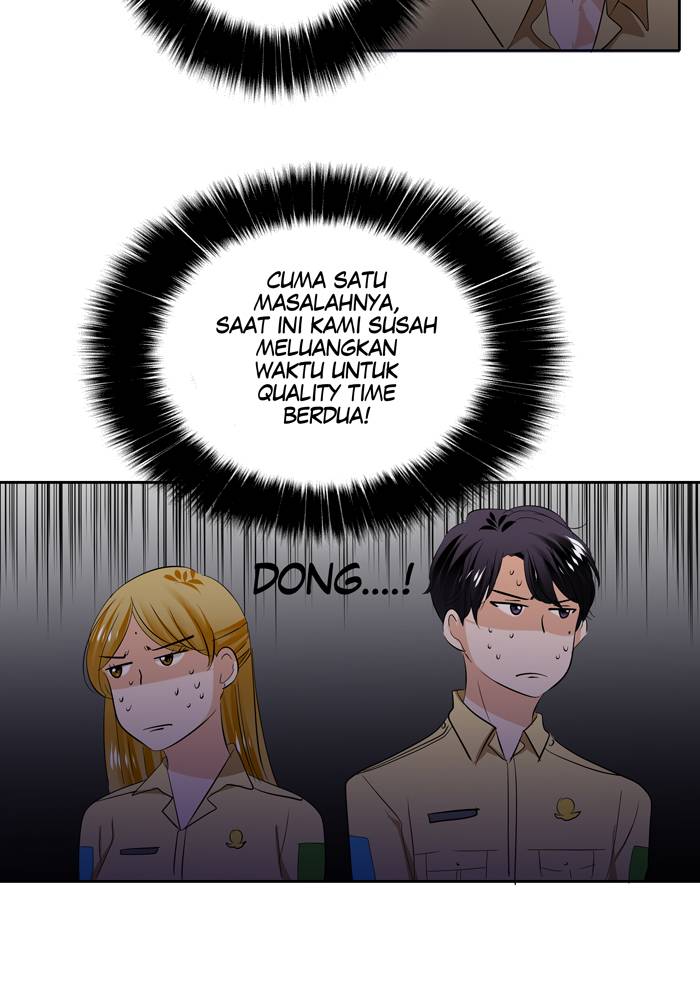 CUMA SATU
MASALAHNYA,
SAAT INI KAMI SUSAH
MELUANGKAN
WAKTU UNTUK
QUALITY TIME
BERDUA!
DONG....!